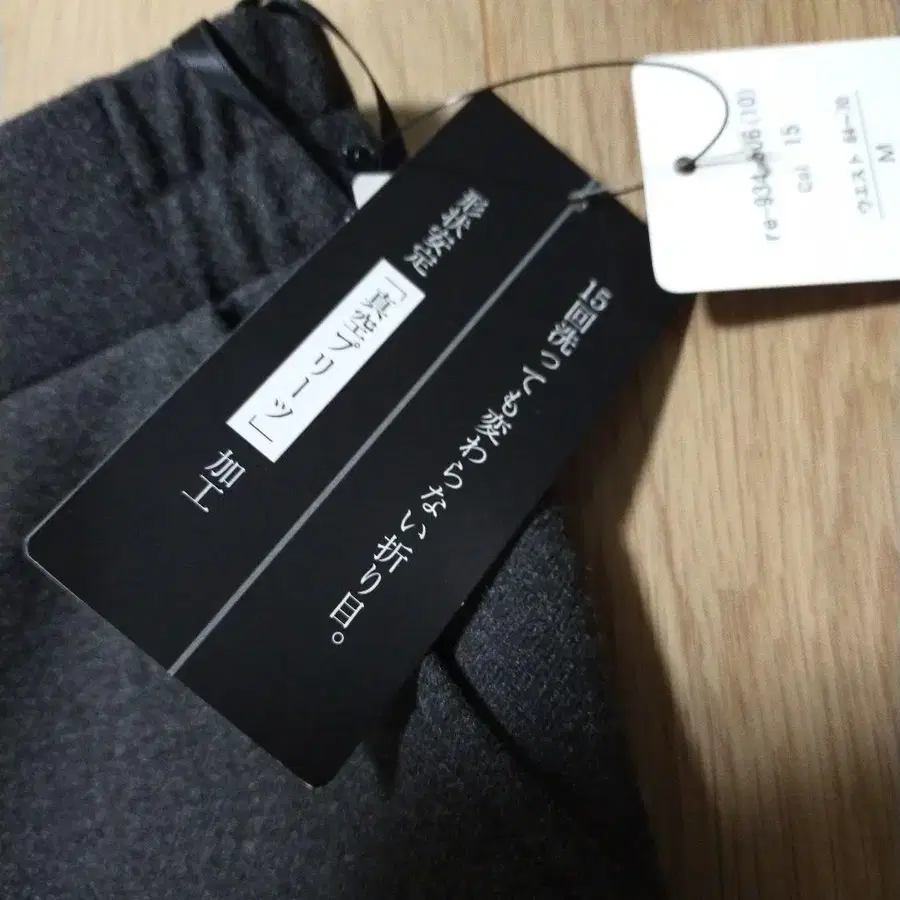 15回洗っても変わらない折り目。
形状安定「真空プリーツ」加工
Col 15
ウエスト 64-70
M